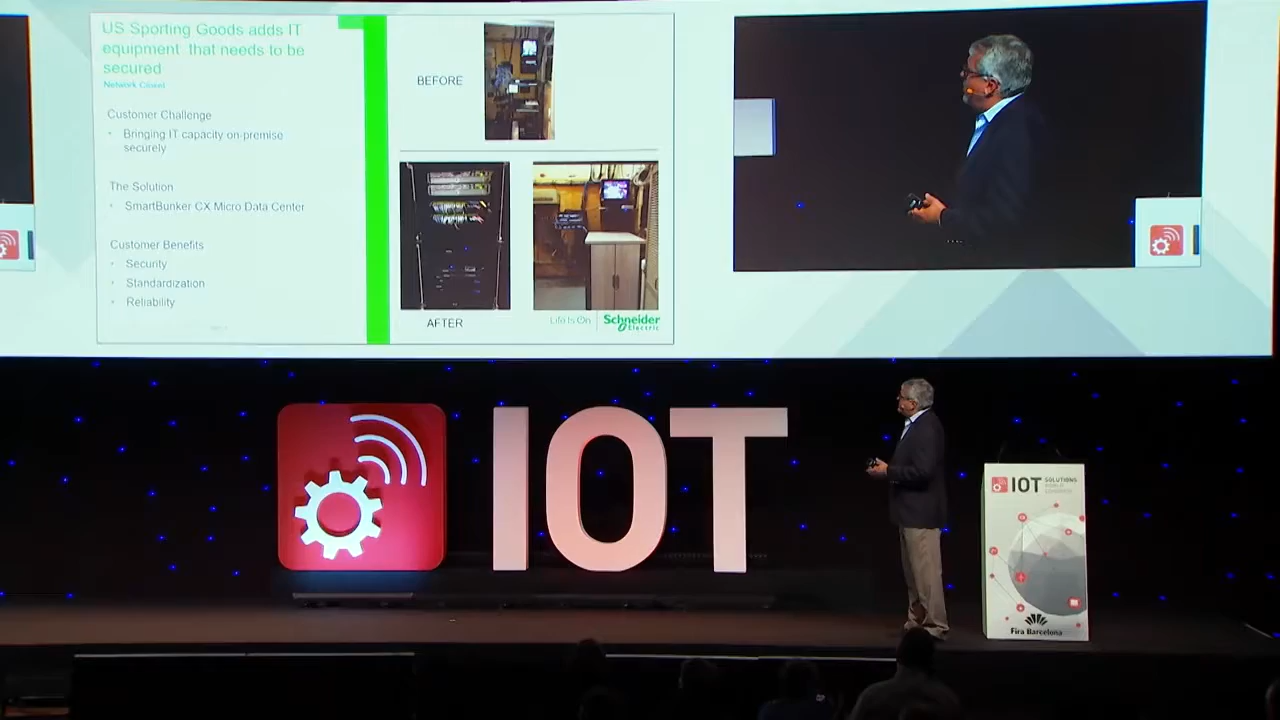 US Sporting Goods adds IT
equipment that needs to be
secured
Network Closet
Customer Challenge
• Bringing IT capacity on-premise
securely
The Solution
• SmartBunker CX Micro Data Center
Customer Benefits
• Security
• Standardization
• Reliability
BEFORE
AFTER
Life Is On
Schneider
Electric
IOT
IOT SOLUTIONS
WORLD
CONGRESS
Fira Barcelona